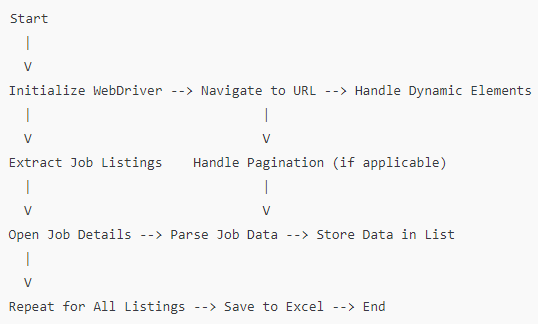 Start
|
V
Initialize WebDriver --> Navigate to URL --> Handle Dynamic Elements
| |
V V
Extract Job Listings Handle Pagination (if applicable)
| |
V V
Open Job Details --> Parse Job Data --> Store Data in List
|
V
Repeat for All Listings --> Save to Excel --> End